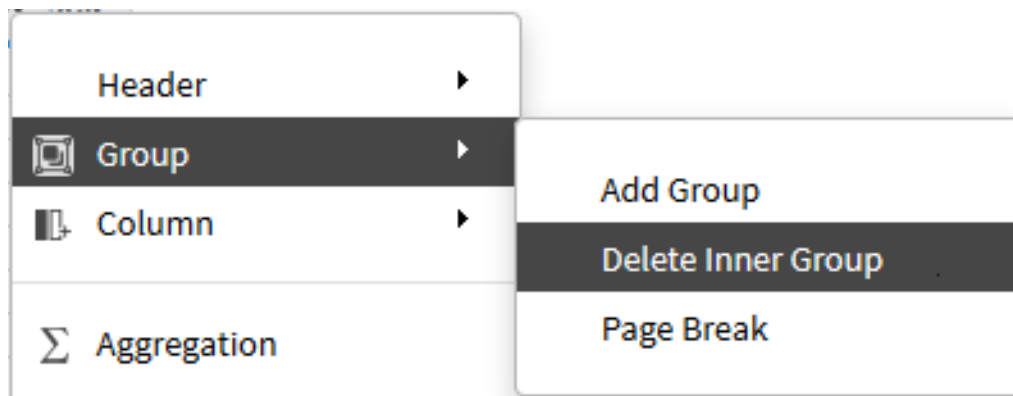 Header
Group
Column
Aggregation
Add Group
Delete Inner Group
Page Break